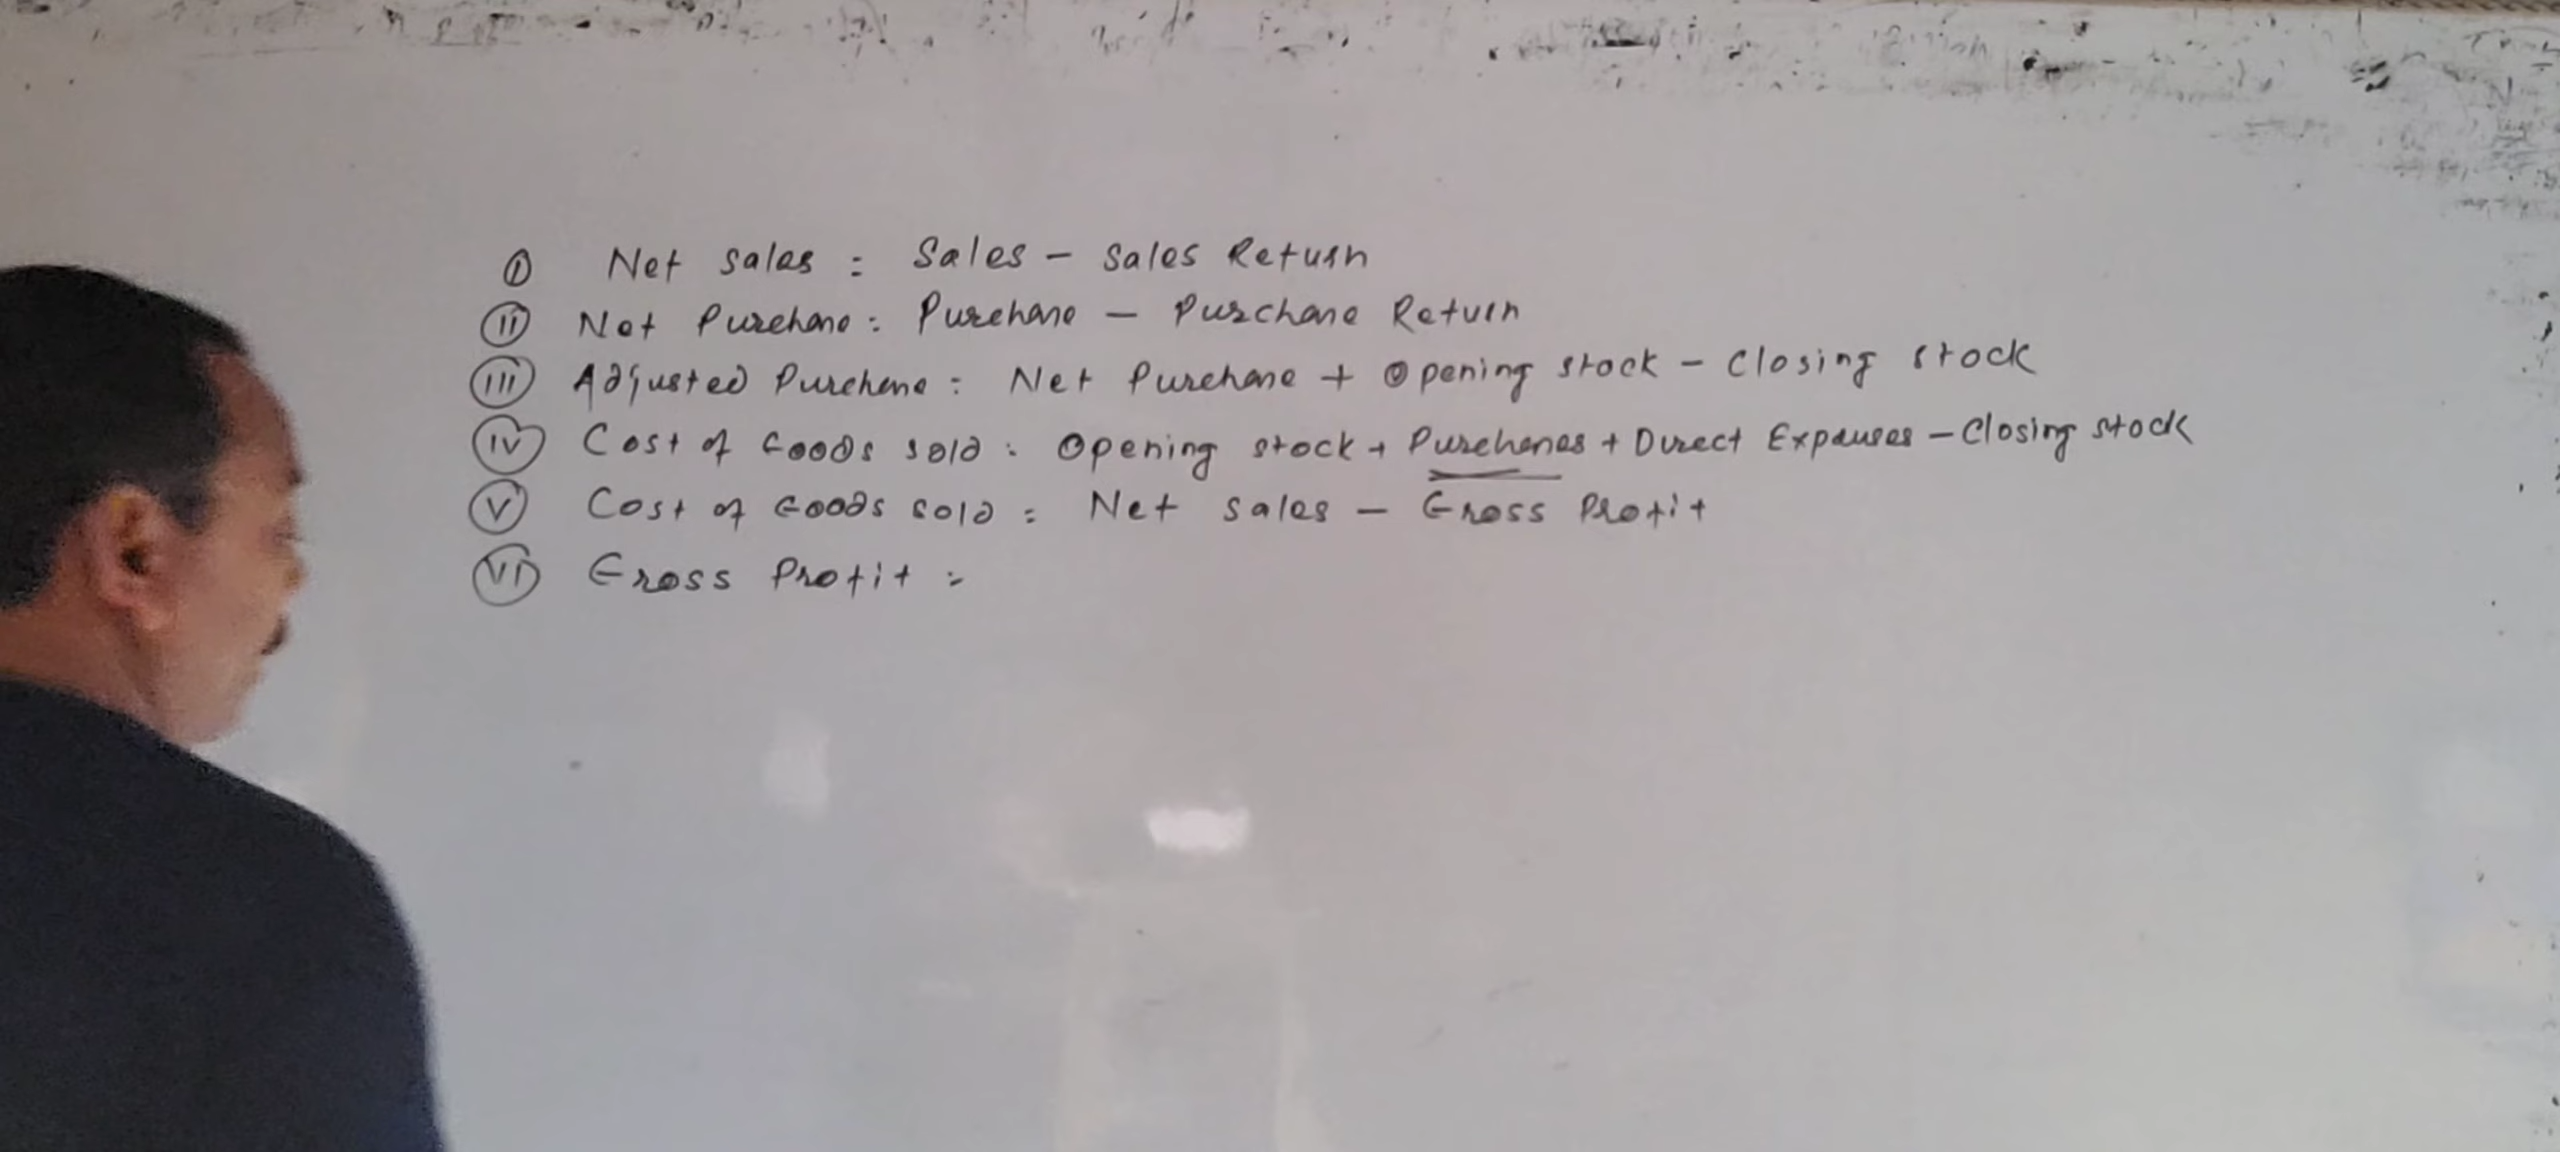 (I) Net Sales = Sales - Sales Return
(II) Net Purchase = Purchase - Purchase Return
(III) Adjusted Purchase = Net Purchase + Opening Stock - Closing Stock
(IV) Cost of Goods Sold = Opening Stock + Purchases + Direct Expenses - Closing Stock
(V) Cost of Goods Sold = Net Sales - Gross Profit
(VI) Gross Profit =